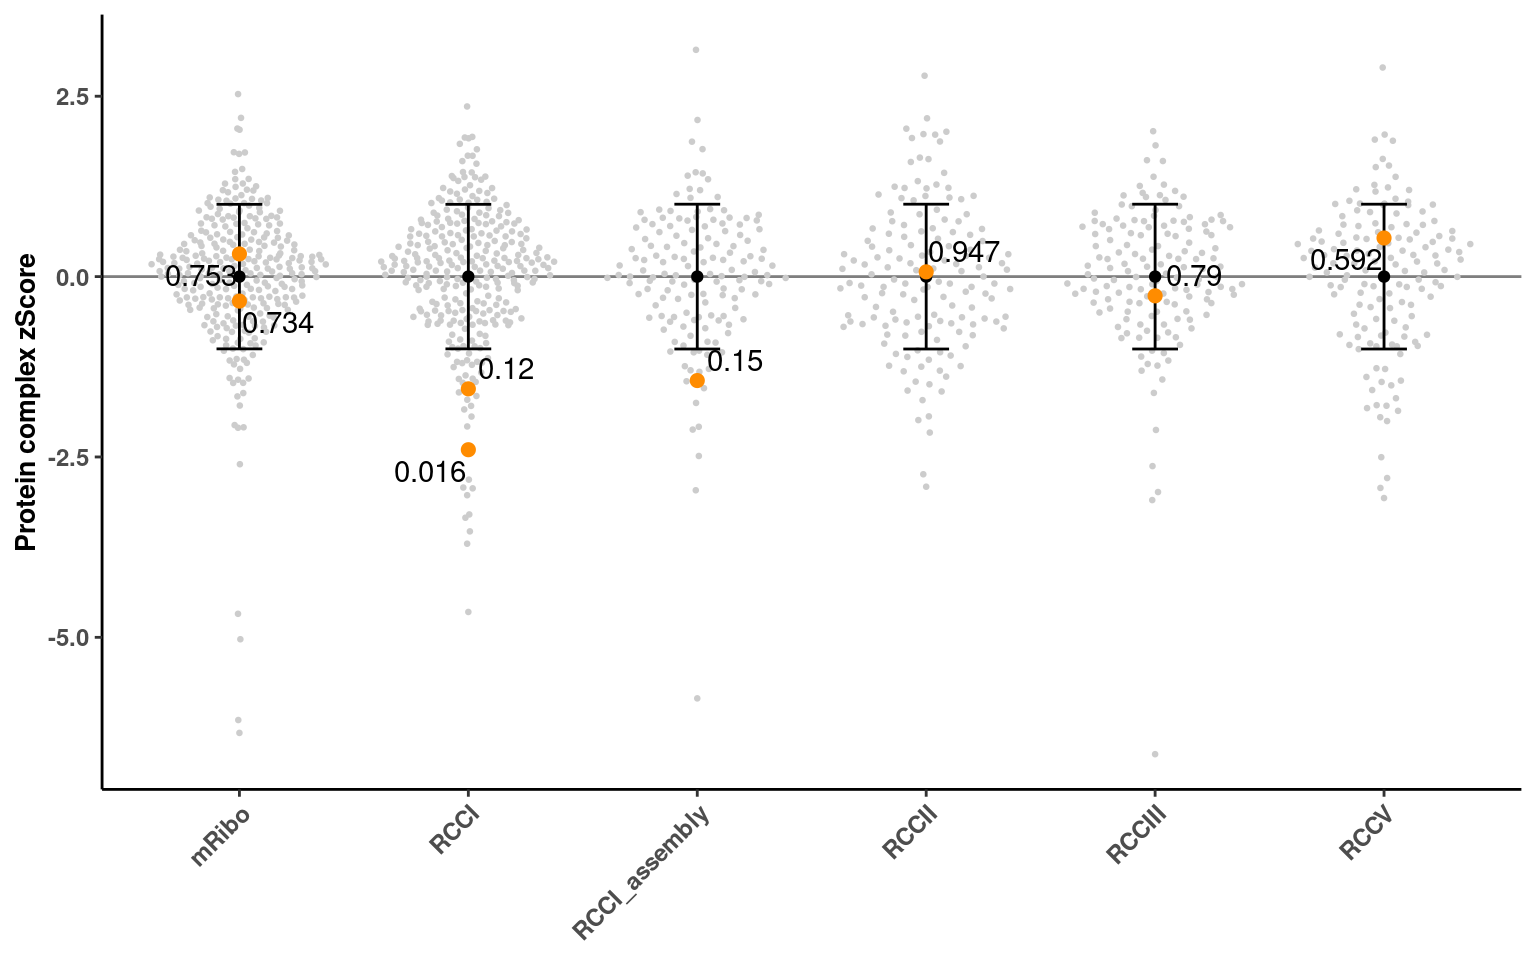 Protein complex zScore
2.5
0.0
-2.5
-5.0
0.753
0.734
0.12
0.016
0.15
0.947
0.79
0.592
mRibo
RCCI
RCCI_assembly
RCCII
RCCIII
RCCV